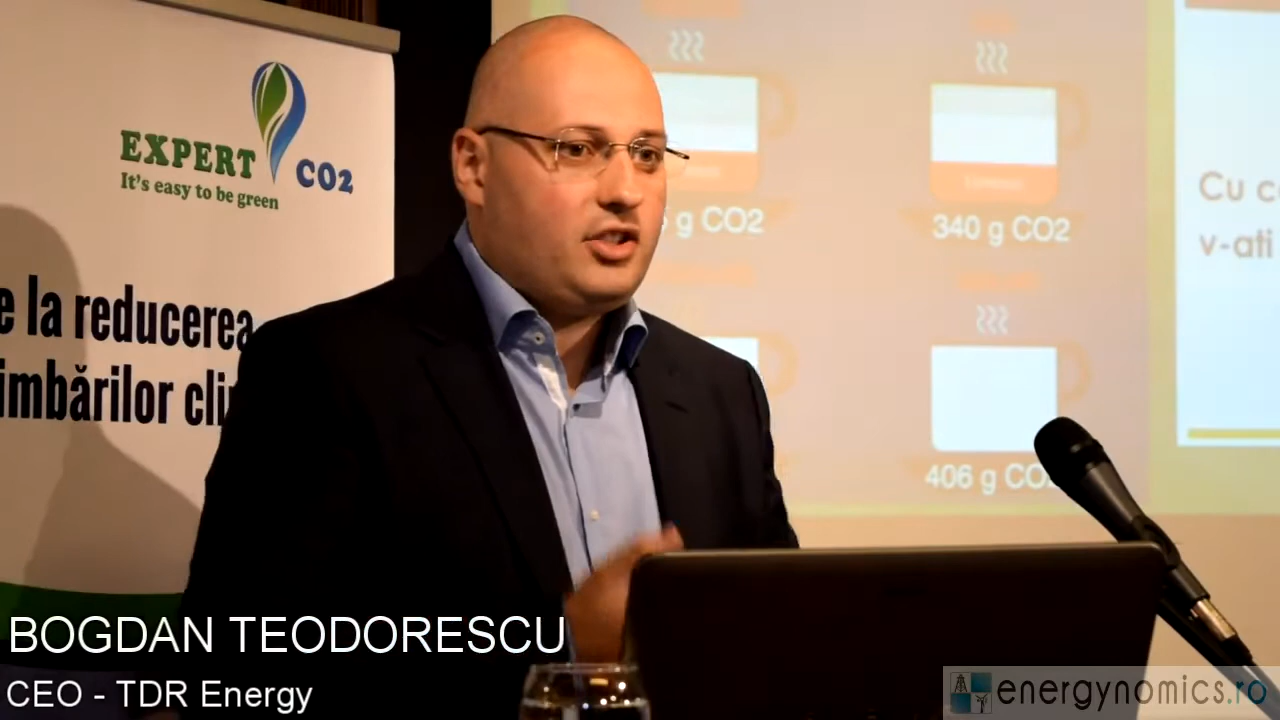 EXPERT CO2
It's easy to be green
e la reducerea
imbărilor cli
g CO2
340 g CO2
406 g CO
Cu c
v-ati
BOGDAN TEODORESCU
CEO - TDR Energy
energynomics.ro